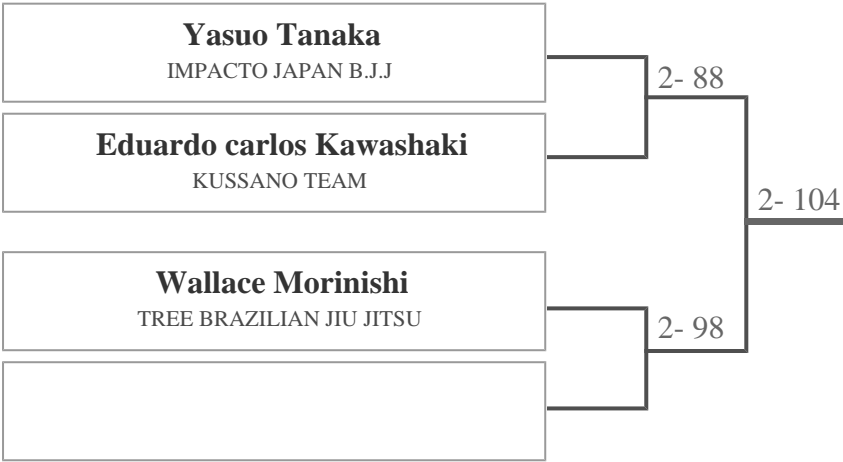 Yasuo Tanaka
IMPACTO JAPAN B.J.J
2- 88
Eduardo carlos Kawashaki
KUSSANO TEAM
2- 104
Wallace Morinishi
TREE BRAZILIAN JIU JITSU
2- 98